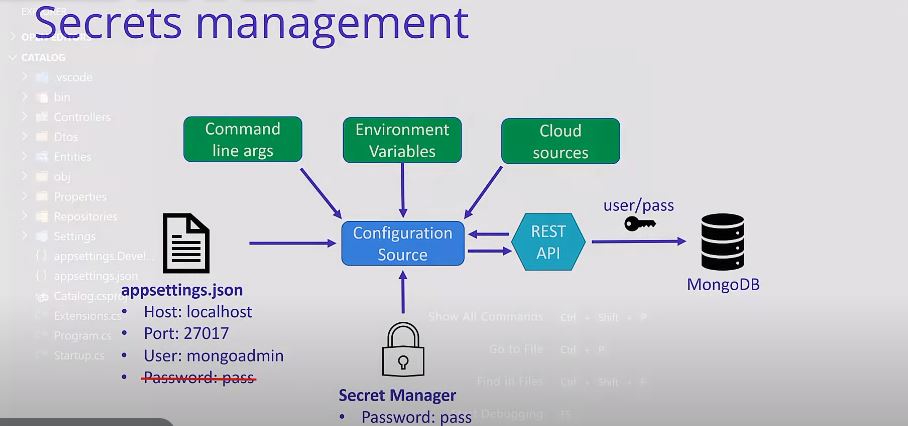 Secrets management
CATALOG
.vscode
bin
Controllers
Dtos
Entities
obj
Properties
Repositories
Settings
appsettings.Devel...
appsettings.json
Catalog.csproj
Extensions.cs
Program.cs
Startup.cs
Command
line args
Environment
Variables
Cloud
sources
Configuration
Source
REST
API
user/pass
MongoDB
appsettings.json
• Host: localhost
• Port: 27017
• User: mongoadmin
• Password: pass
Secret Manager
• Password: pass
Show All Commands Ctrl + Shift + P
Go to File Ctrl + P
Find in Files Ctrl + Shift + F
Debugging F5